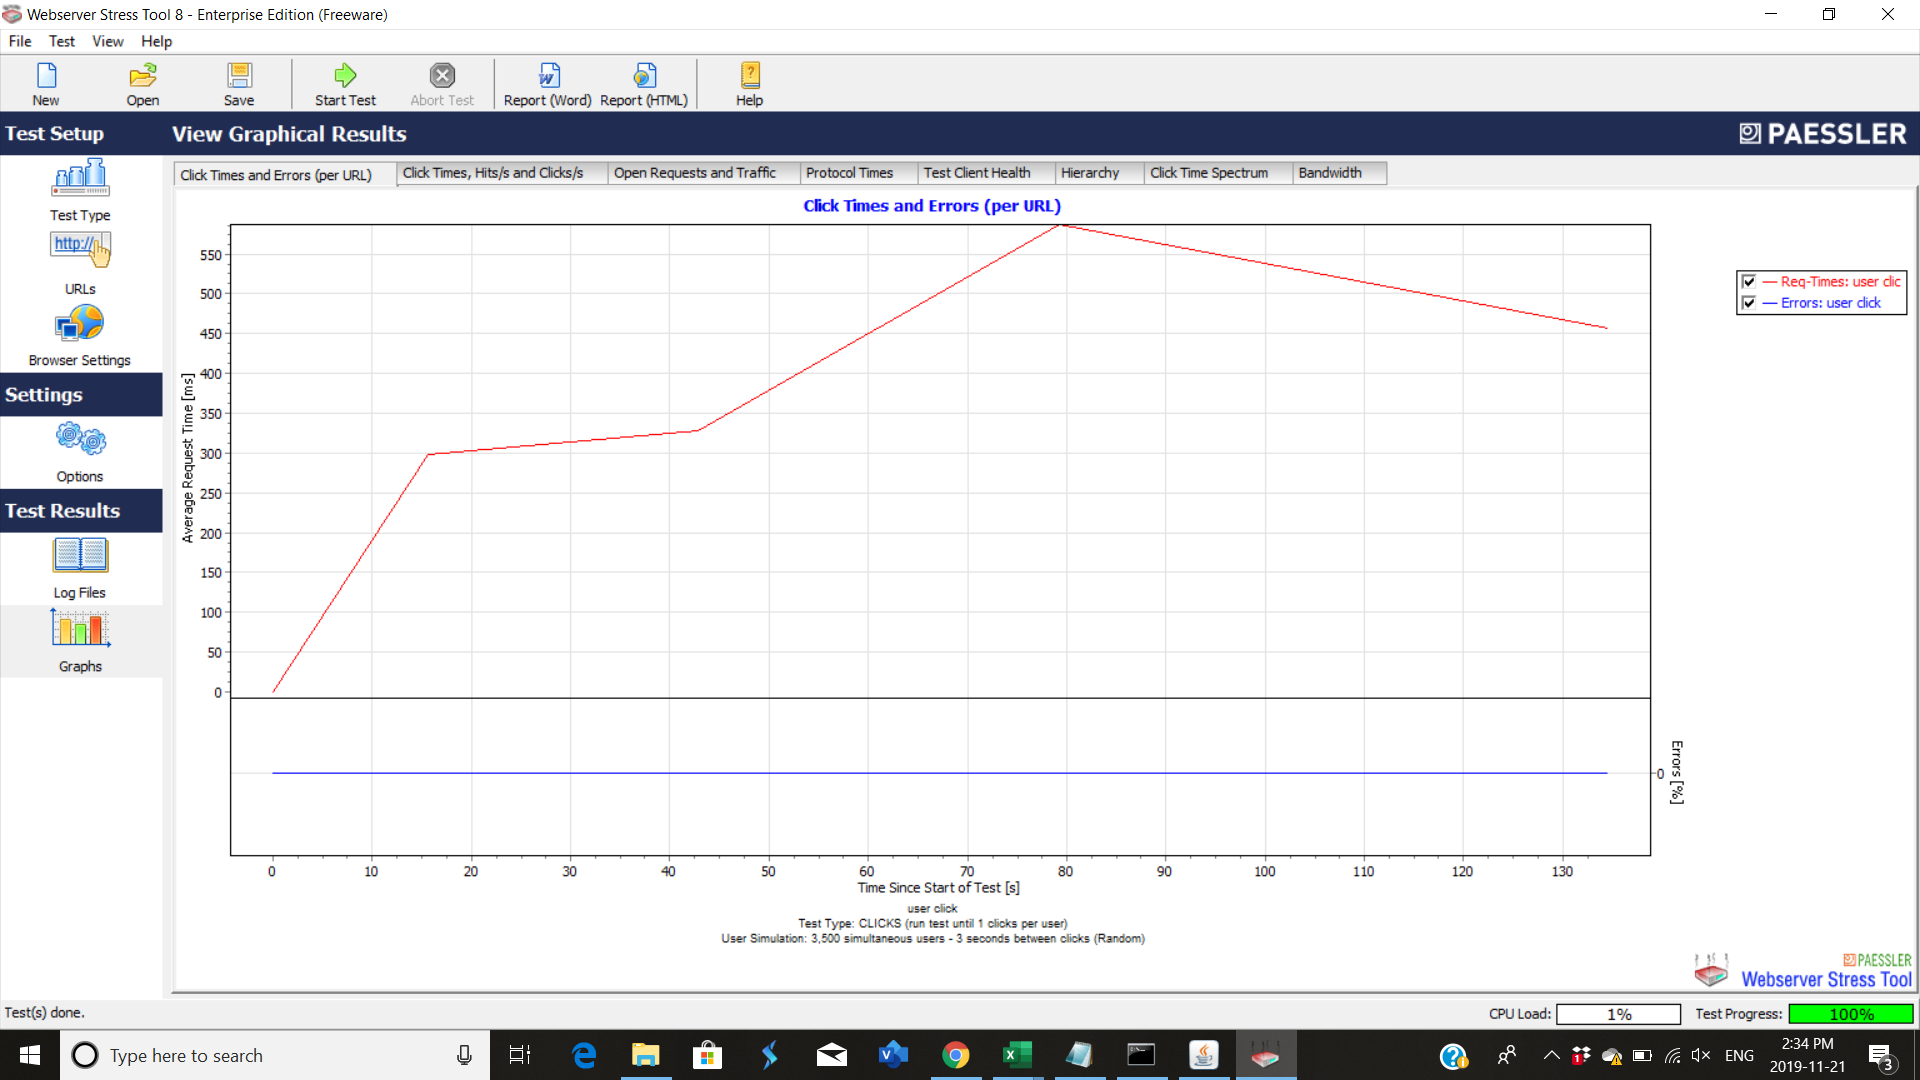 Webserver Stress Tool 8 - Enterprise Edition (Freeware)
File Test View Help
New Open Save Start Test Abort Test Report (Word) Report (HTML) Help
Test Setup
View Graphical Results
PAESSLER
Click Times and Errors (per URL) Click Times, Hits/s and Clicks/s Open Requests and Traffic Protocol Times Test Client Health Hierarchy Click Time Spectrum Bandwidth
Test Type
http://
URLs
Browser Settings
Settings
Options
Test Results
Log Files
Graphs
Click Times and Errors (per URL)
Average Request Time [ms]
550
500
450
400
350
300
250
200
150
100
50
0
Req-Times: user clic
Errors: user click
0
Errors [%]
0 10 20 30 40 50 60 70 80 90 100 110 120 130
Time Since Start of Test [s]
user click
Test Type: CLICKS (run test until 1 clicks per user)
User Simulation: 3,500 simultaneous users - 3 seconds between clicks (Random)
PAESSLER
Webserver Stress Tool
Test(s) done.
CPU Load: 1% Test Progress: 100%
Type here to search
ENG
2:34 PM
2019-11-21
3